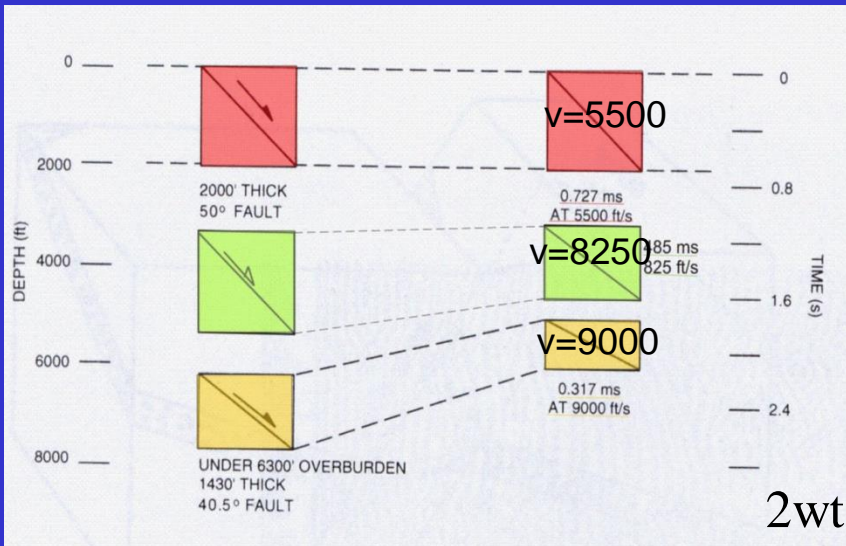 0
0
v=5500
2000
2000' THICK
50° FAULT
0.727 ms
AT 5500 ft/s
0.8
DEPTH (ft)
4000
v=8250
485 ms
825 ft/s
TIME (s)
1.6
6000
v=9000
0.317 ms
AT 9000 ft/s
2.4
8000
UNDER 6300' OVERBURDEN
1430' THICK
40.5° FAULT
2wt